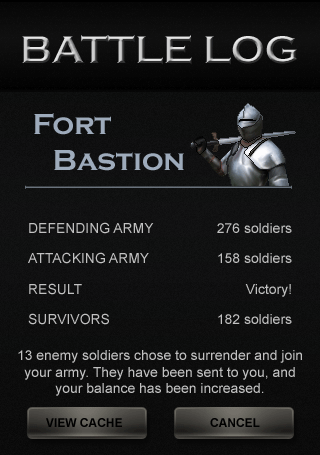 BATTLE LOG
FORT
BASTION
DEFENDING ARMY 276 soldiers
ATTACKING ARMY 158 soldiers
RESULT Victory!
SURVIVORS 182 soldiers
13 enemy soldiers chose to surrender and join
your army. They have been sent to you, and
your balance has been increased.
VIEW CACHE CANCEL